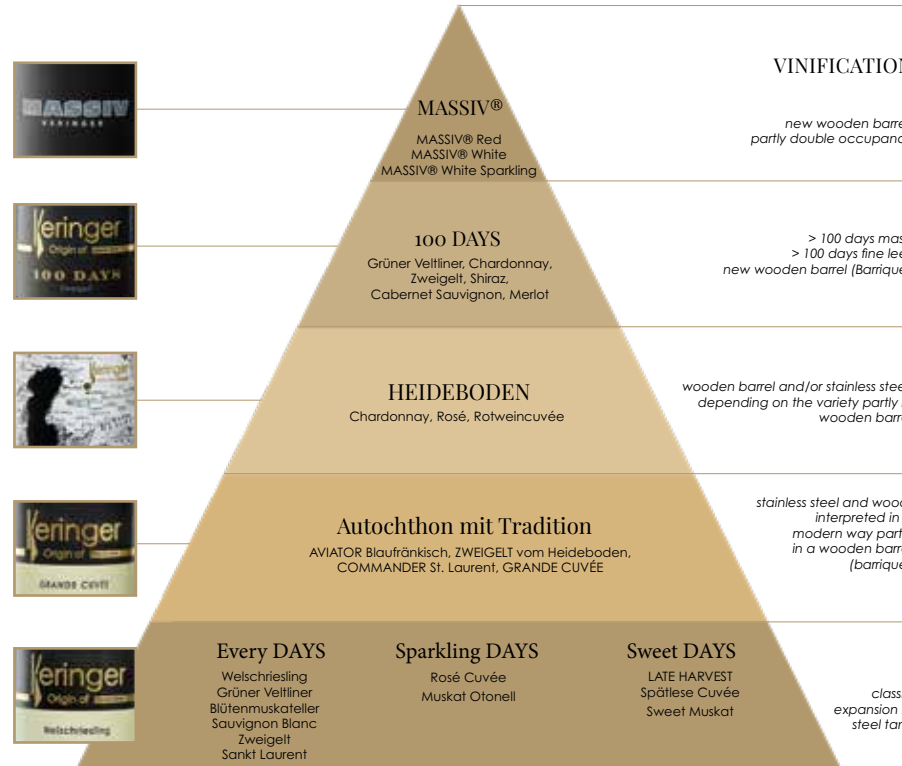 MASSIV
KERINGER
MASSIV®
MASSIV® Red
MASSIV® White
MASSIV® White Sparkling
VINIFICATION
new wooden barre
partly double occupanc
Keringer
Origin of
100 DAYS
100 DAYS
Grüner Veltliner, Chardonnay,
Zweigelt, Shiraz,
Cabernet Sauvignon, Merlot
> 100 days mas
> 100 days fine lee
new wooden barrel (Barrique
Keringer
HEIDEBODEN
Chardonnay, Rosé, Rotweincuvée
wooden barrel and/or stainless stee
depending on the variety partly
wooden barre
Keringer
Origin of
GRANDE CUVÉE
Autochthon mit Tradition
AVIATOR Blaufränkisch, ZWEIGELT vom Heideboden,
COMMANDER St. Laurent, GRANDE CUVÉE
stainless steel and wood
interpreted in
modern way part
in a wooden barre
(barrique
Keringer
Origin of
Welschriesling
Every DAYS
Welschriesling
Grüner Veltliner
Blütenmuskateller
Sauvignon Blanc
Zweigelt
Sankt Laurent
Sparkling DAYS
Rosé Cuvée
Muskat Otonell
Sweet DAYS
LATE HARVEST
Spätlese Cuvée
Sweet Muskat
class
expansion
steel tan